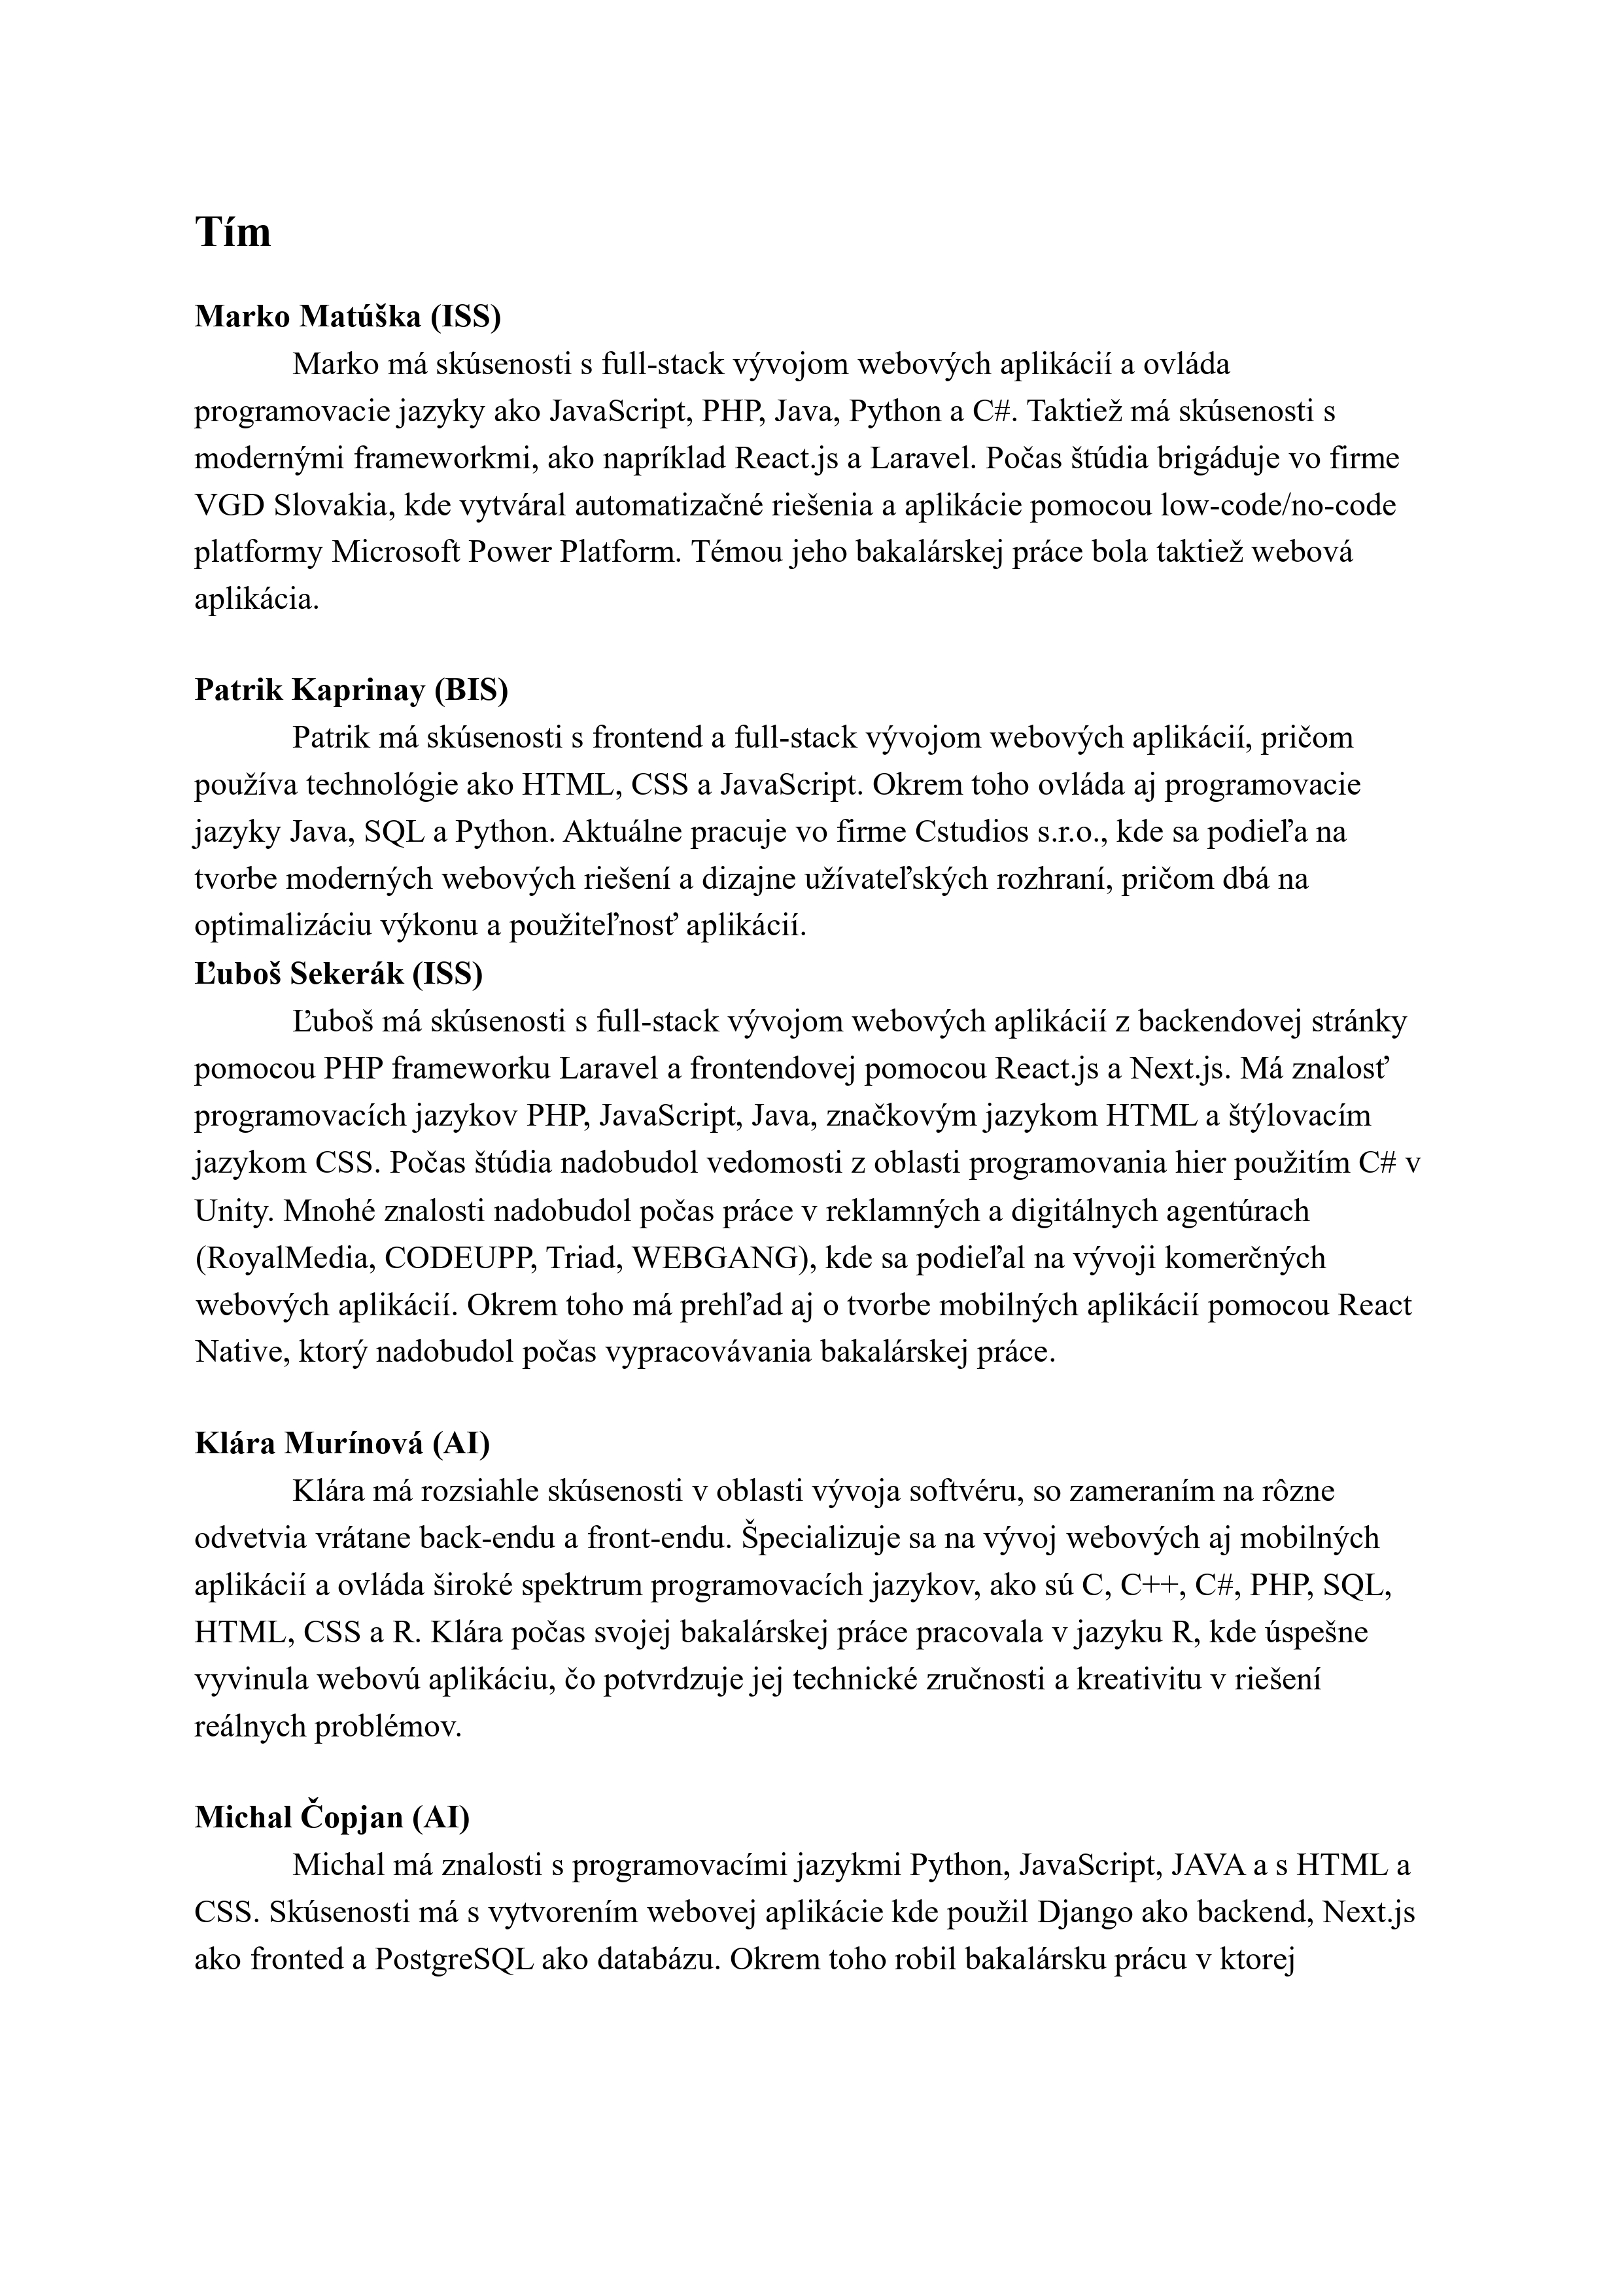 Tím
Marko Matúška (ISS)
Marko má skúsenosti s full-stack vývojom webových aplikácií a ovláda
programovacie jazyky ako JavaScript, PHP, Java, Python a C#. Taktiež má skúsenosti s
modernými frameworkmi, ako napríklad React.js a Laravel. Počas štúdia brigáduje vo firme
VGD Slovakia, kde vytváral automatizačné riešenia a aplikácie pomocou low-code/no-code
platformy Microsoft Power Platform. Témou jeho bakalárskej práce bola taktiež webová
aplikácia.
Patrik Kaprinay (BIS)
Patrik má skúsenosti s frontend a full-stack vývojom webových aplikácií, pričom
používa technológie ako HTML, CSS a JavaScript. Okrem toho ovláda aj programovacie
jazyky Java, SQL a Python. Aktuálne pracuje vo firme Cstudios s.r.o., kde sa podieľa na
tvorbe moderných webových riešení a dizajne užívateľských rozhraní, pričom dbá na
optimalizáciu výkonu a použiteľnosť aplikácií.
Ľuboš Sekerák (ISS)
Ľuboš má skúsenosti s full-stack vývojom webových aplikácií z backendovej stránky
pomocou PHP frameworku Laravel a frontendovej pomocou React.js a Next.js. Má znalosť
programovacích jazykov PHP, JavaScript, Java, značkovým jazykom HTML a štýlovacím
jazykom CSS. Počas štúdia nadobudol vedomosti z oblasti programovania hier použitím C# v
Unity. Mnohé znalosti nadobudol počas práce v reklamných a digitálnych agentúrach
(RoyalMedia, CODEUPP, Triad, WEBGANG), kde sa podieľal na vývoji komerčných
webových aplikácií. Okrem toho má prehľad aj o tvorbe mobilných aplikácií pomocou React
Native, ktorý nadobudol počas vypracovávania bakalárskej práce.
Klára Murínová (AI)
Klára má rozsiahle skúsenosti v oblasti vývoja softvéru, so zameraním na rôzne
odvetvia vrátane back-endu a front-endu. Špecializuje sa na vývoj webových aj mobilných
aplikácií a ovláda široké spektrum programovacích jazykov, ako sú C, C++, C#, PHP, SQL,
HTML, CSS a R. Klára počas svojej bakalárskej práce pracovala v jazyku R, kde úspešne
vyvinula webovú aplikáciu, čo potvrdzuje jej technické zručnosti a kreativitu v riešení
reálnych problémov.
Michal Čopjan (AI)
Michal má znalosti s programovacími jazykmi Python, JavaScript, JAVA a s HTML a
CSS. Skúsenosti má s vytvorením webovej aplikácie kde použil Django ako backend, Next.js
ako fronted a PostgreSQL ako databázu. Okrem toho robil bakalársku prácu v ktorej